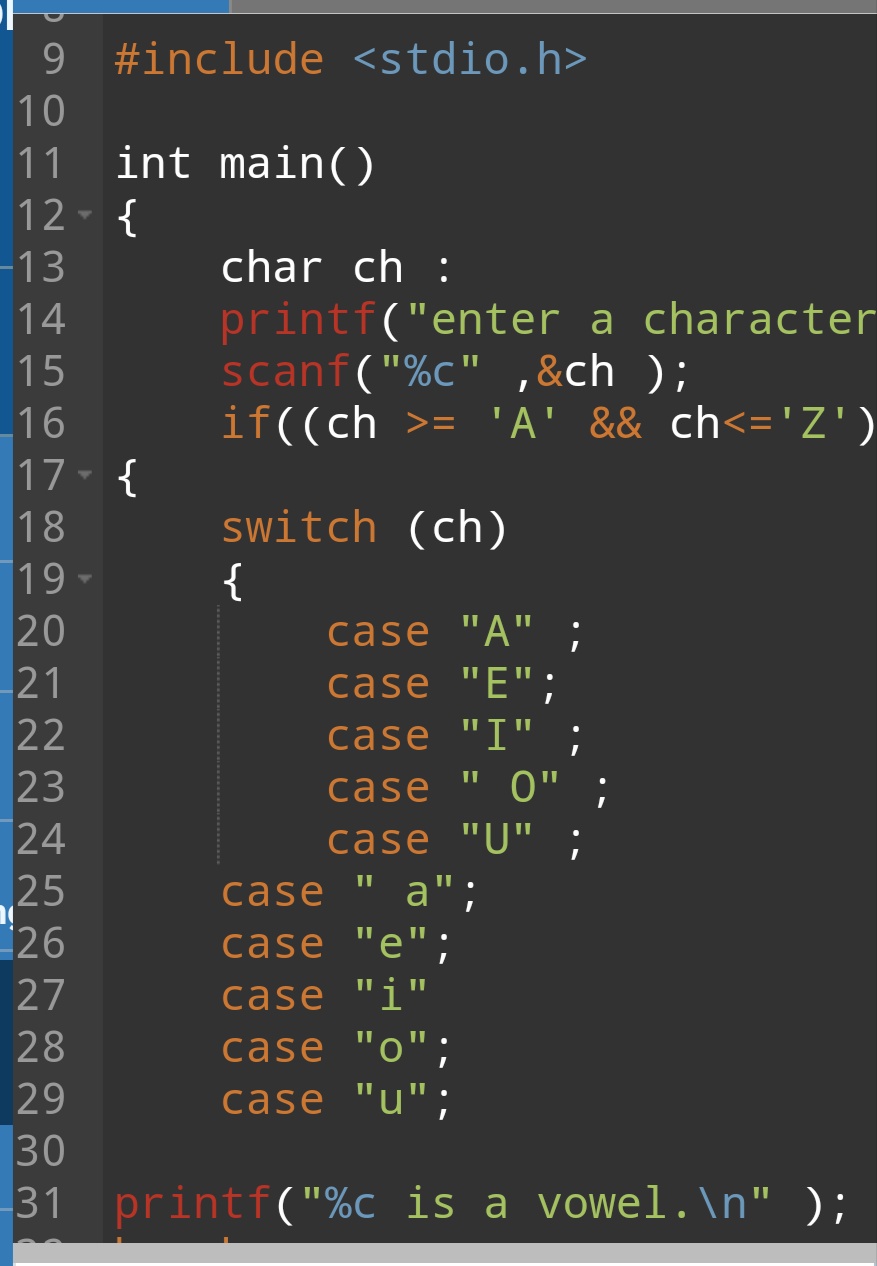 9 #include <stdio.h>
10
11 int main()
12 {
13 char ch :
14 printf("enter a character
15 scanf("%c" ,&ch );
16 if((ch >= 'A' && ch<='Z')
17 {
18 switch (ch)
19 {
20 case "A" ;
21 case "E";
22 case "I" ;
23 case " O" ;
24 case "U" ;
25 case " a";
26 case "e";
27 case "i"
28 case "o";
29 case "u";
30
31 printf("%c is a vowel.\n" );